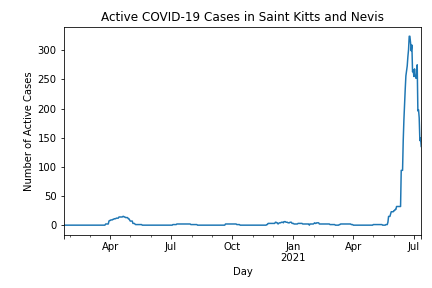 Active COVID-19 Cases in Saint Kitts and Nevis
Number of Active Cases
300
250
200
150
100
50
0
Apr
Jul
Oct
Jan
2021
Apr
Jul
Day